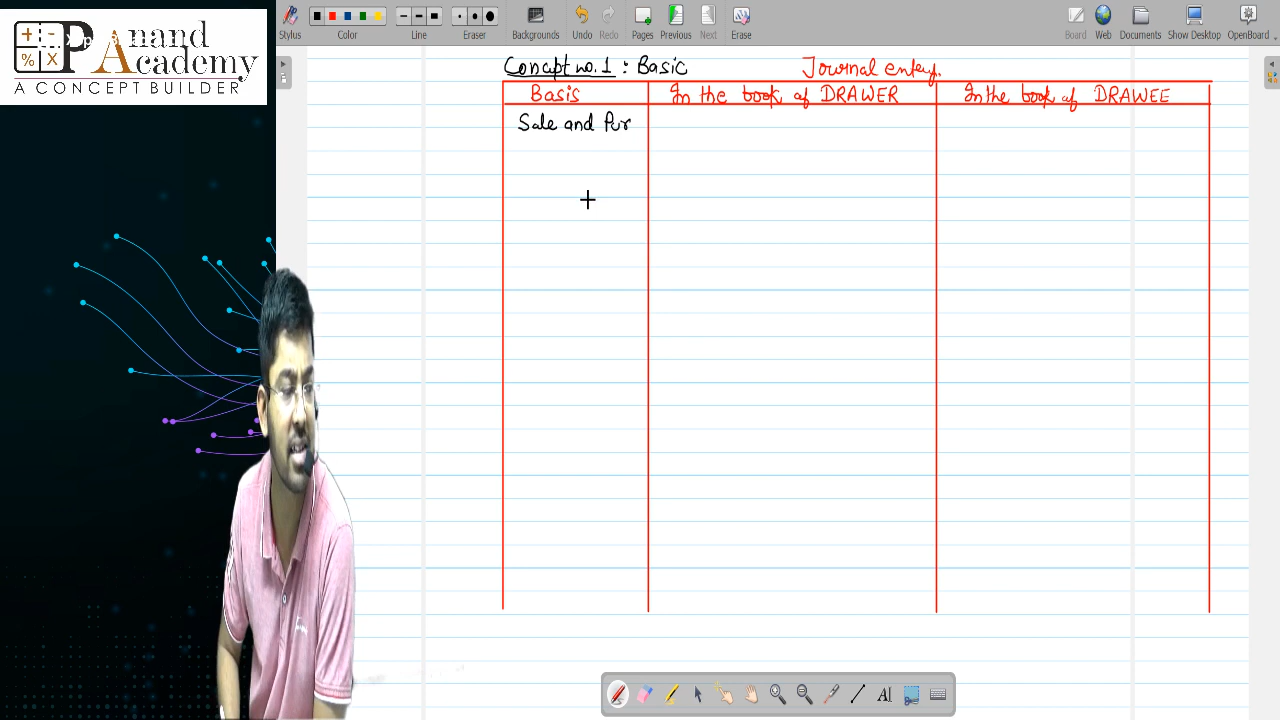 Stylus
Color
Line
Eraser
Backgrounds
Undo
Redo
Pages
Previous
Next
Erase
Board
Web
Documents
Show Desktop
OpenBoard
P Anand
Academy
A CONCEPT BUILDER
Concept no. 1 : Basic
Journal entry.
Basis
In the book of DRAWER
In the book of DRAWEE
Sale and Pur